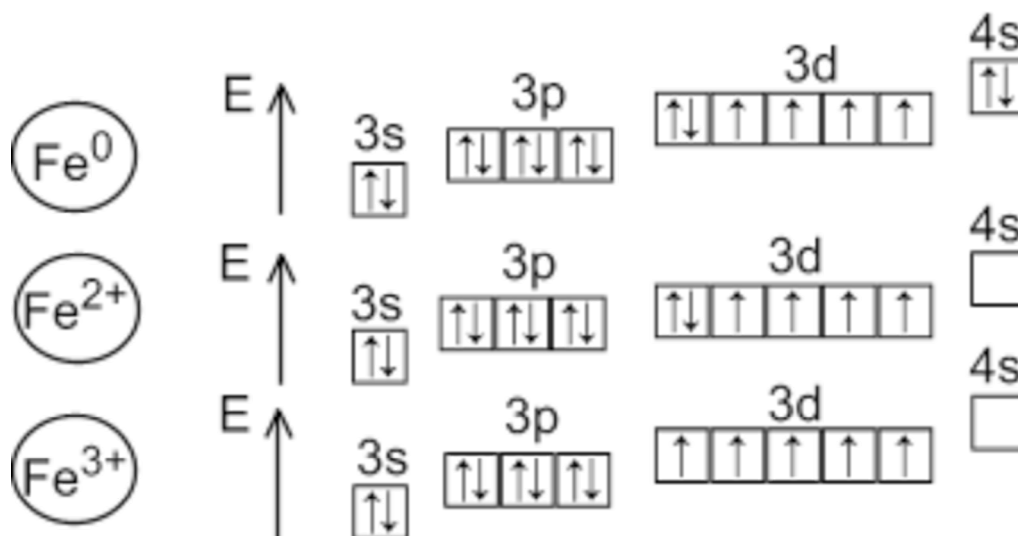 4s
3d
3p
E
3s
Fe⁰
↑↓ ↑↓ ↑↓ ↑↓ ↑↓ ↑ ↑ ↑ ↑ ↑↓
4s
3d
3p
E
3s
Fe²⁺
↑↓ ↑↓ ↑↓ ↑↓ ↑↓ ↑ ↑ ↑ ↑
4s
3d
3p
E
3s
Fe³⁺
↑↓ ↑↓ ↑↓ ↑↓ ↑ ↑ ↑ ↑ ↑